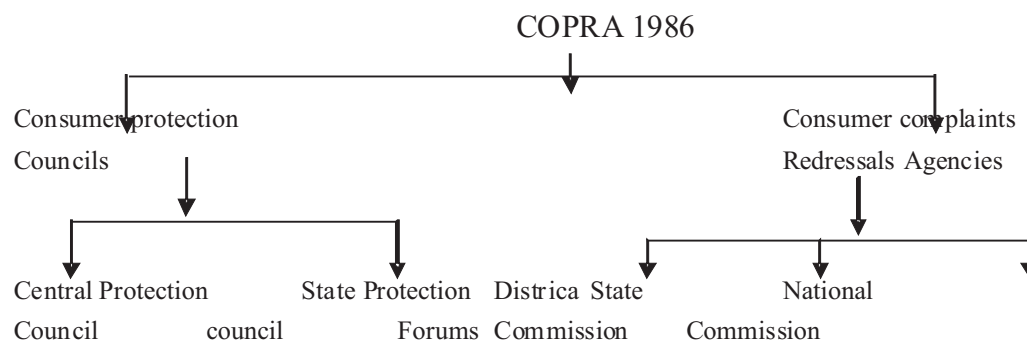 COPRA 1986
Consumer protection Consumer complaints
Councils Redressals Agencies
Central Protection State Protection Districa State National
Council council Forums Commission Commission